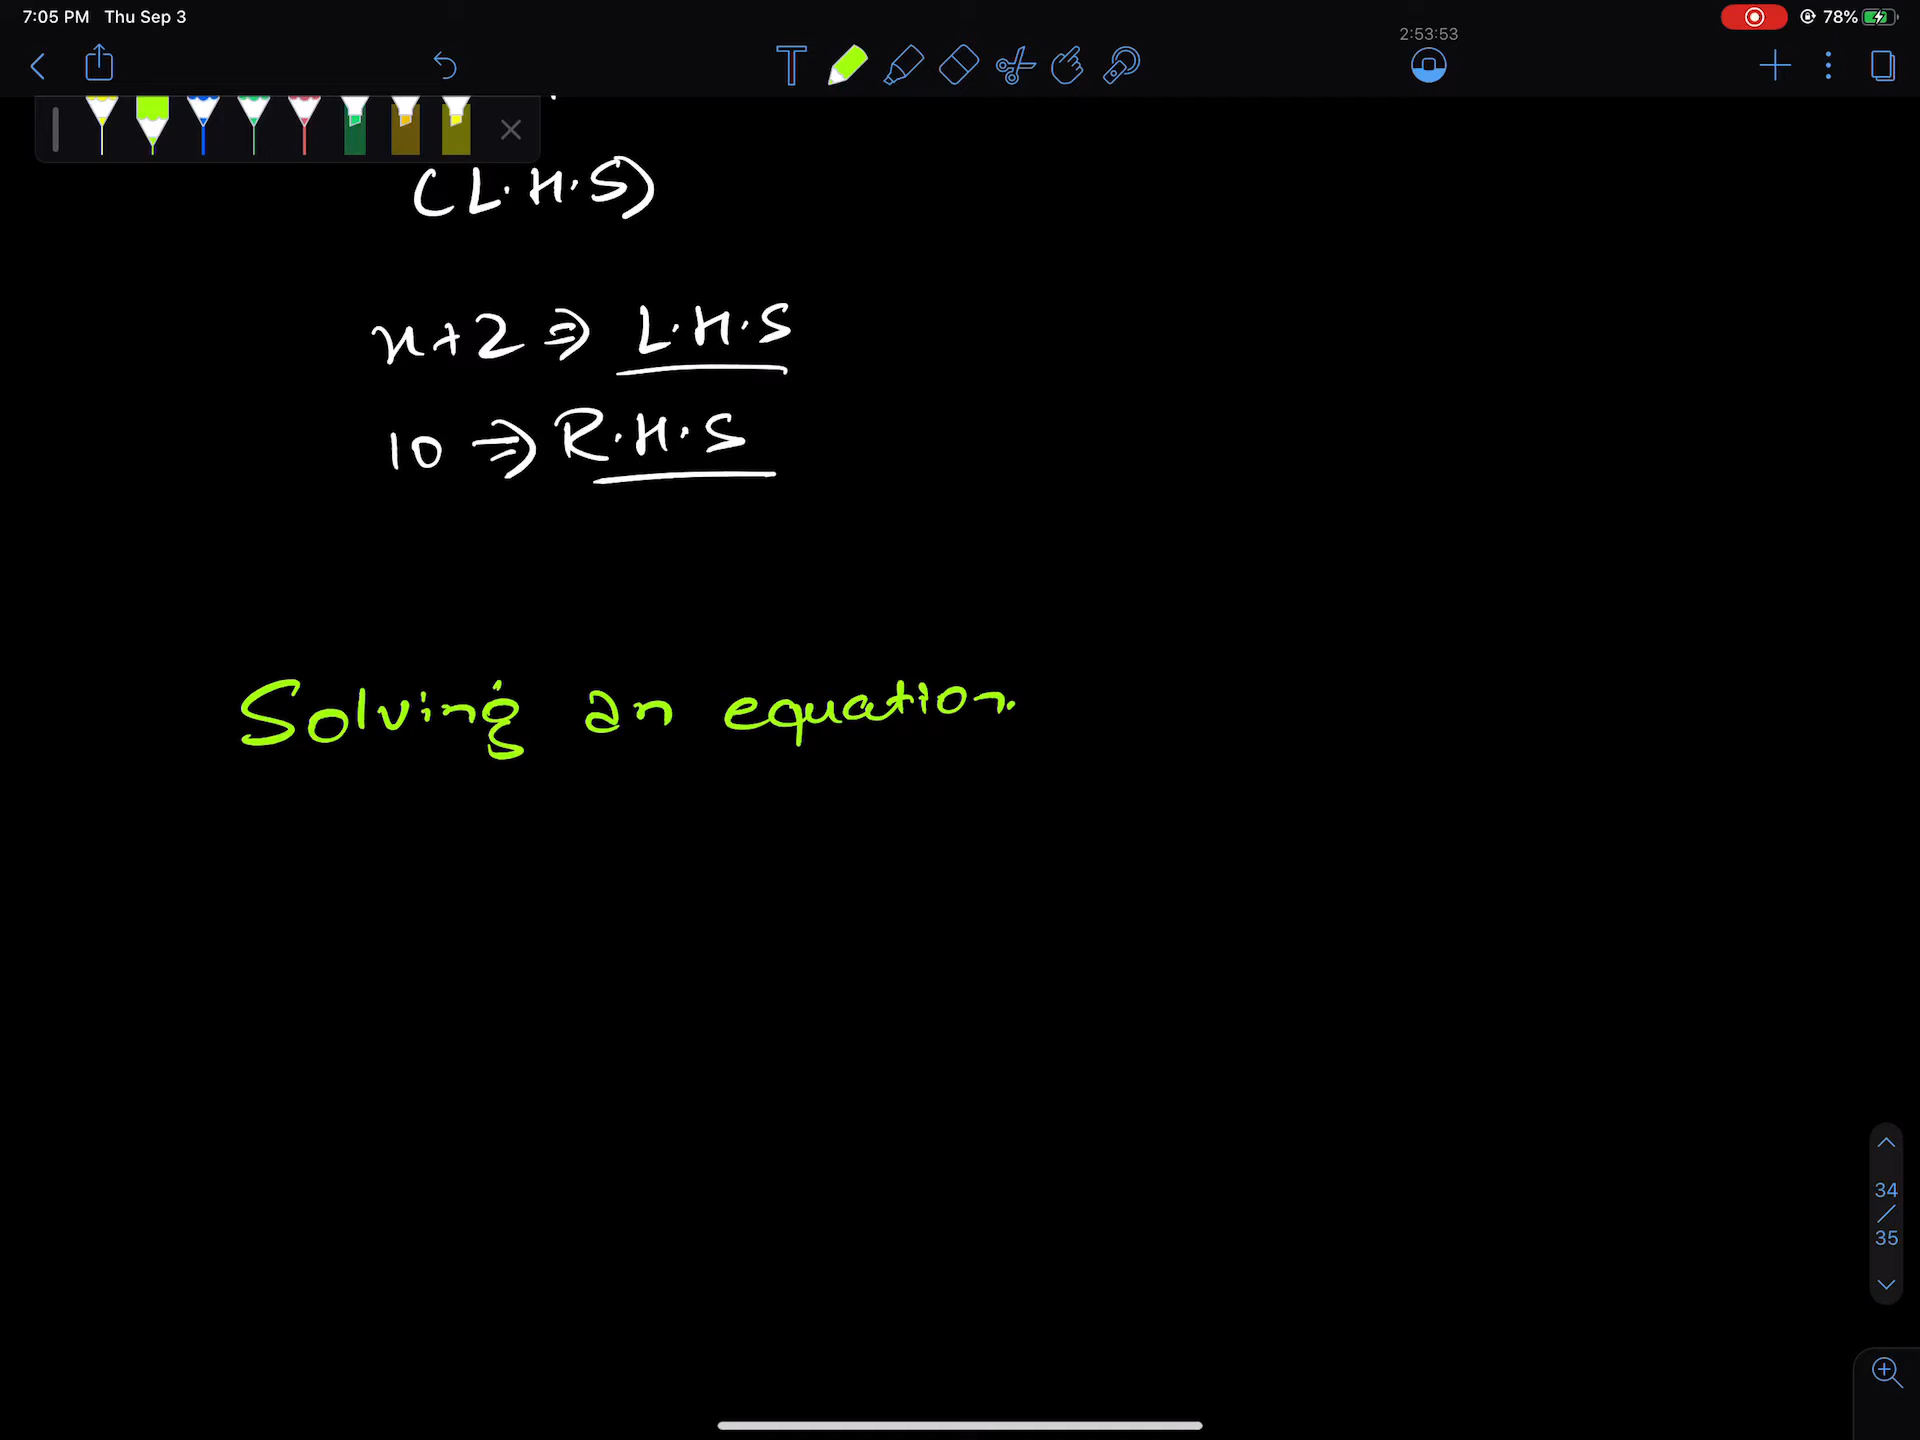 7:05 PM Thu Sep 3
78%
2:53:53
(L.H.S)
x+2 ⇒ L.H.S
10 ⇒ R.H.S
Solving an equation.
34
/
35